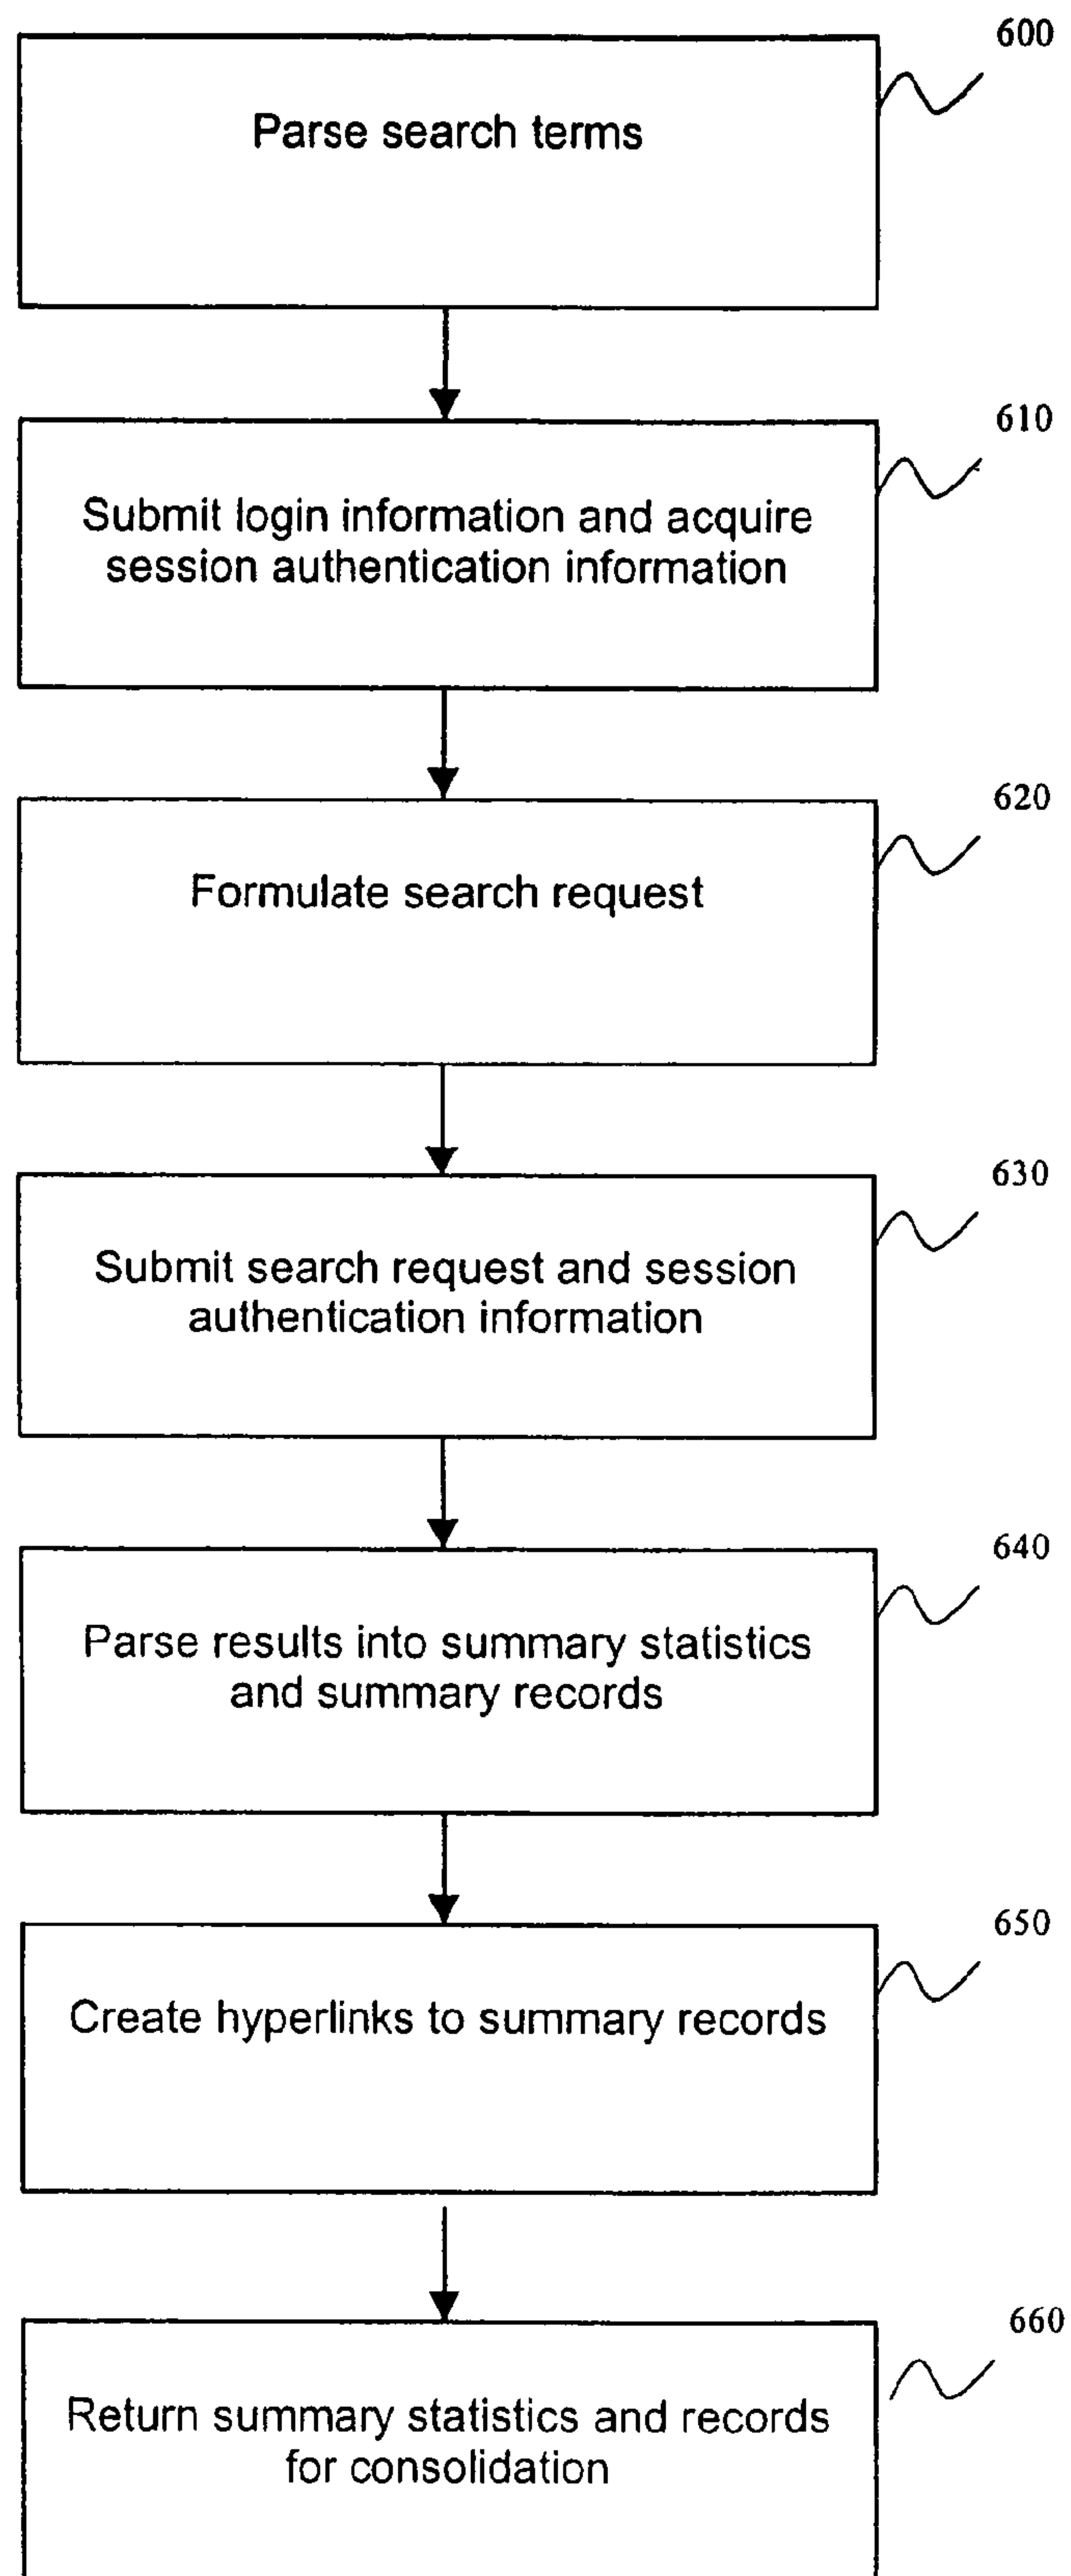 600
Parse search terms
610
Submit login information and acquire
session authentication information
620
Formulate search request
630
Submit search request and session
authentication information
640
Parse results into summary statistics
and summary records
650
Create hyperlinks to summary records
660
Return summary statistics and records
for consolidation